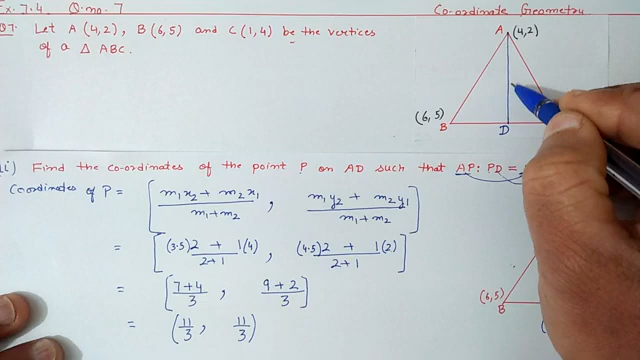 Ex. 7.4 Q. no. 7
Co-ordinate Geometry
Q7. Let A (4,2), B (6,5) and C (1,4) be the vertices
of a △ ABC.
A (4,2)
(6,5)
B D
(i) Find the co-ordinates of the point P on AD such that AP : PD =
Coordinates of P = [ (m₁x₂ + m₂x₁)/(m₁+m₂) , (m₁y₂ + m₂y₁)/(m₁+m₂) ]
= [ ((3.5)2 + 1(4))/(2+1) , ((4.5)2 + 1(2))/(2+1) ]
= [ (7+4)/3 , (9+2)/3 ]
= ( 11/3 , 11/3 )
(6,5)
B